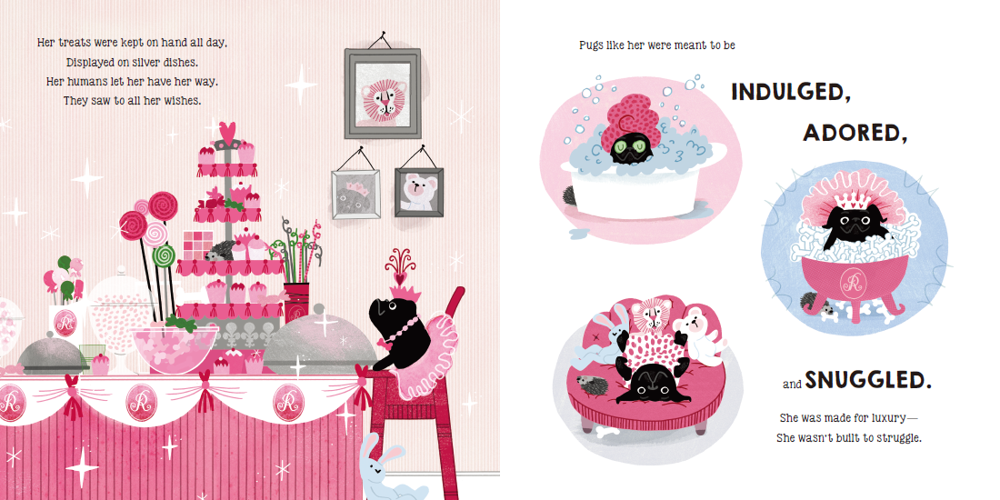 Her treats were kept on hand all day,
Displayed on silver dishes.
Her humans let her have her way.
They saw to all her wishes.
R
R
R
R
Pugs like her were meant to be
INDULGED,
ADORED,
R
and SNUGGLED.
She was made for luxury—
She wasn't built to struggle.